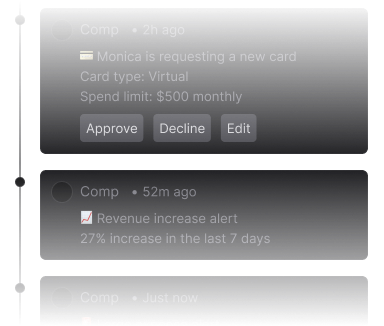 Comp • 2h ago
Monica is requesting a new card
Card type: Virtual
Spend limit: $500 monthly
Approve Decline Edit
Comp • 52m ago
Revenue increase alert
27% increase in the last 7 days
Comp • Just now